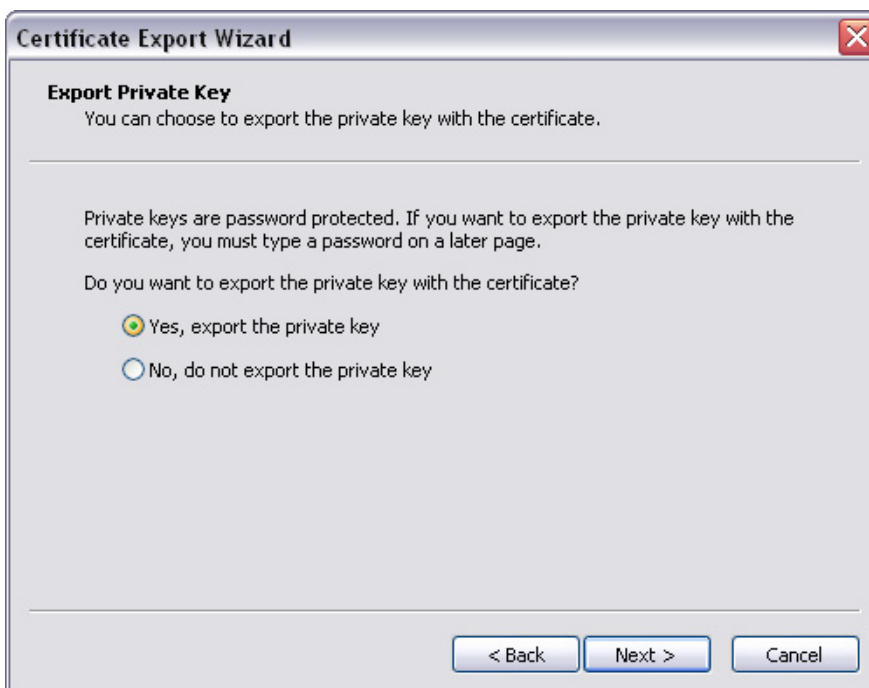 Certificate Export Wizard
Export Private Key
You can choose to export the private key with the certificate.
Private keys are password protected. If you want to export the private key with the
certificate, you must type a password on a later page.
Do you want to export the private key with the certificate?
Yes, export the private key
No, do not export the private key
< Back Next > Cancel